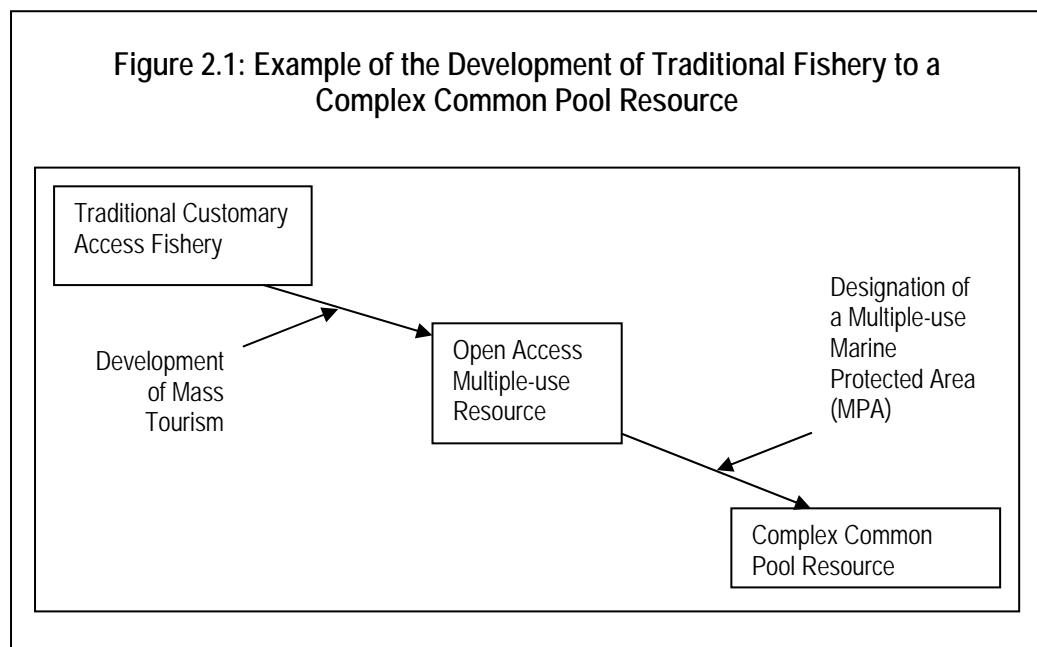 Figure 2.1: Example of the Development of Traditional Fishery to a
Complex Common Pool Resource
Traditional Customary
Access Fishery
Development
of Mass
Tourism
Open Access
Multiple-use
Resource
Designation of
a Multiple-use
Marine
Protected Area
(MPA)
Complex Common
Pool Resource